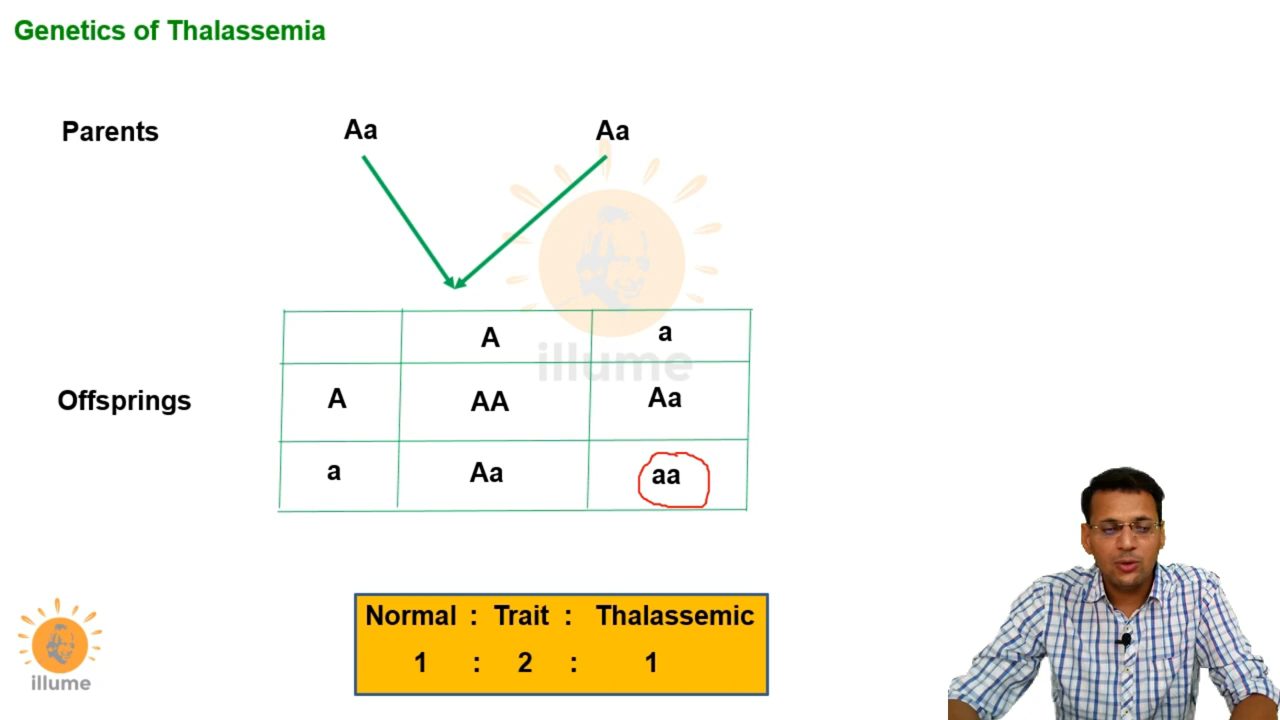 Genetics of Thalassemia
Parents Aa Aa
illume
A a
Offsprings A AA Aa
a Aa aa
Normal : Trait : Thalassemic
1 : 2 : 1
illume